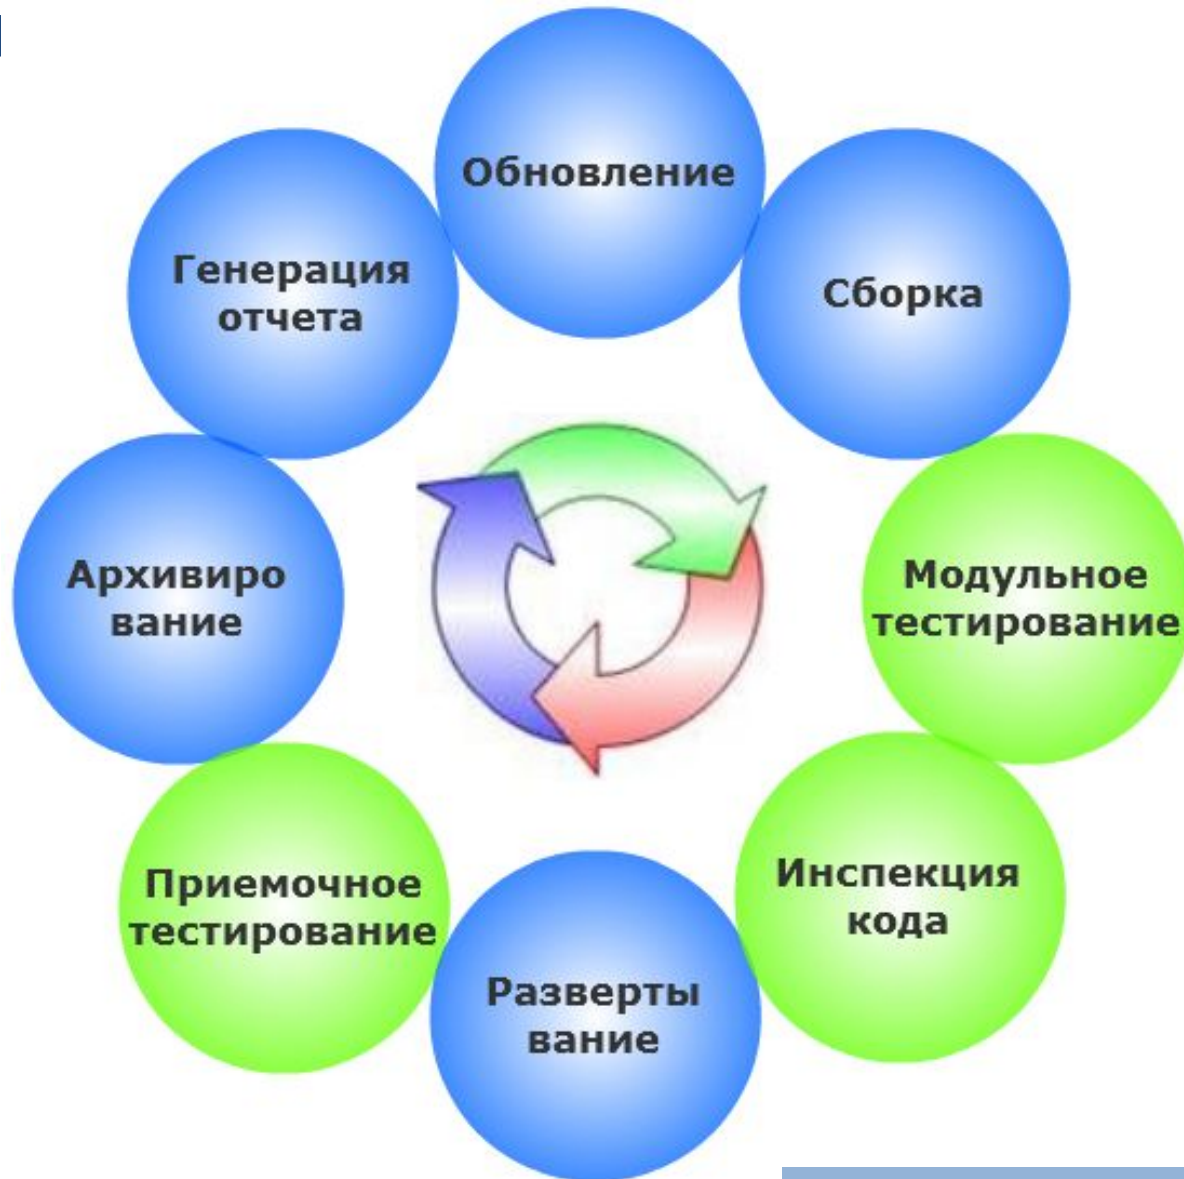 Обновление
Сборка
Модульное
тестирование
Инспекция
кода
Разверты
вание
Приемочное
тестирование
Архивиро
вание
Генерация
отчета